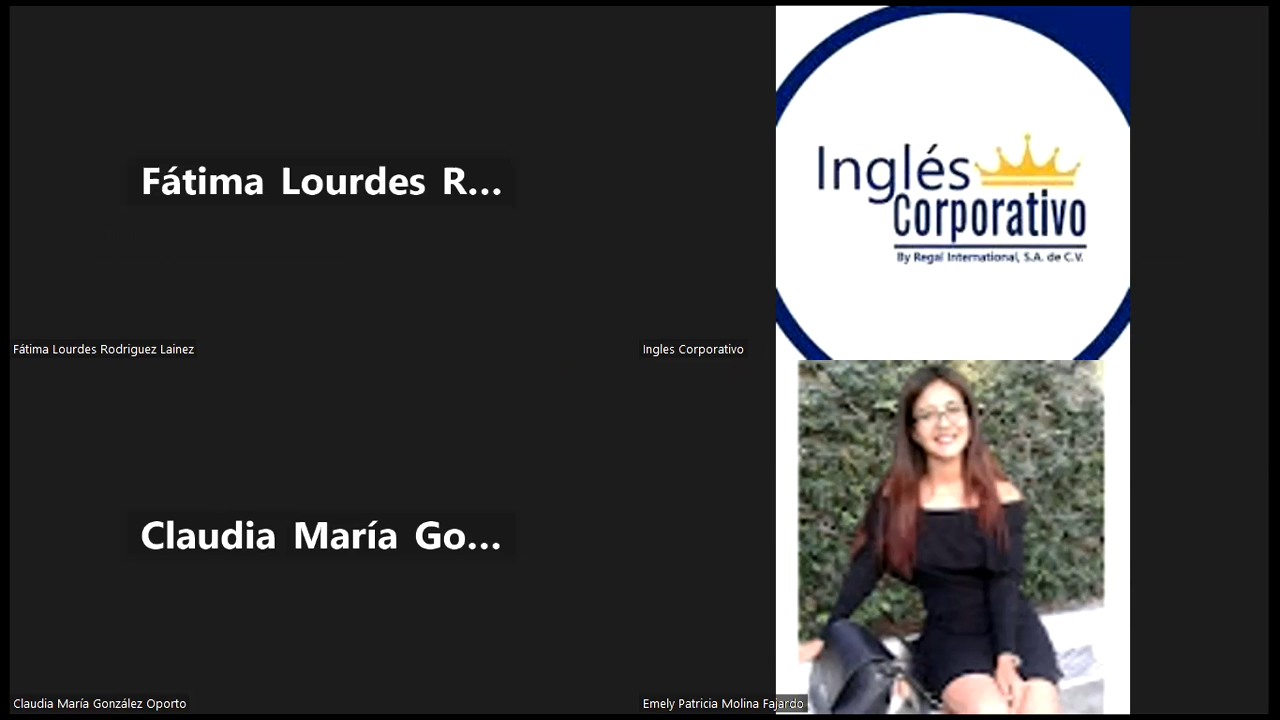 Fátima Lourdes R...
Fátima Lourdes Rodriguez Lainez
Inglés
Corporativo
By Regal International, S.A. de C.V.
Ingles Corporativo
Claudia María Go...
Claudia María González Oporto
Emely Patricia Molina Fajardo